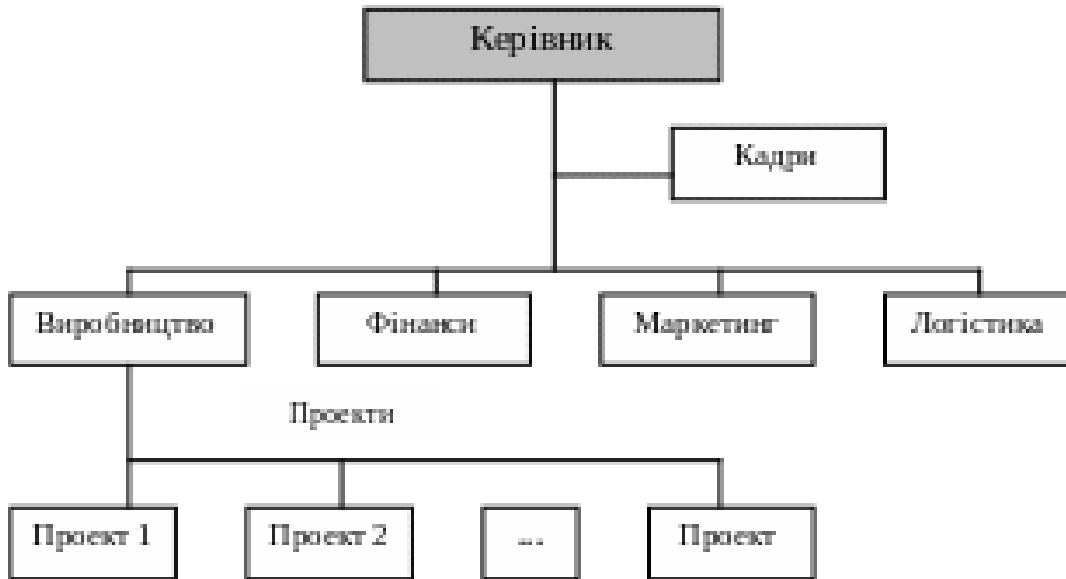 Керівник
Кадри
Виробництво
Фінанси
Маркетинг
Логістика
Проекти
Проект 1
Проект 2
...
Проект